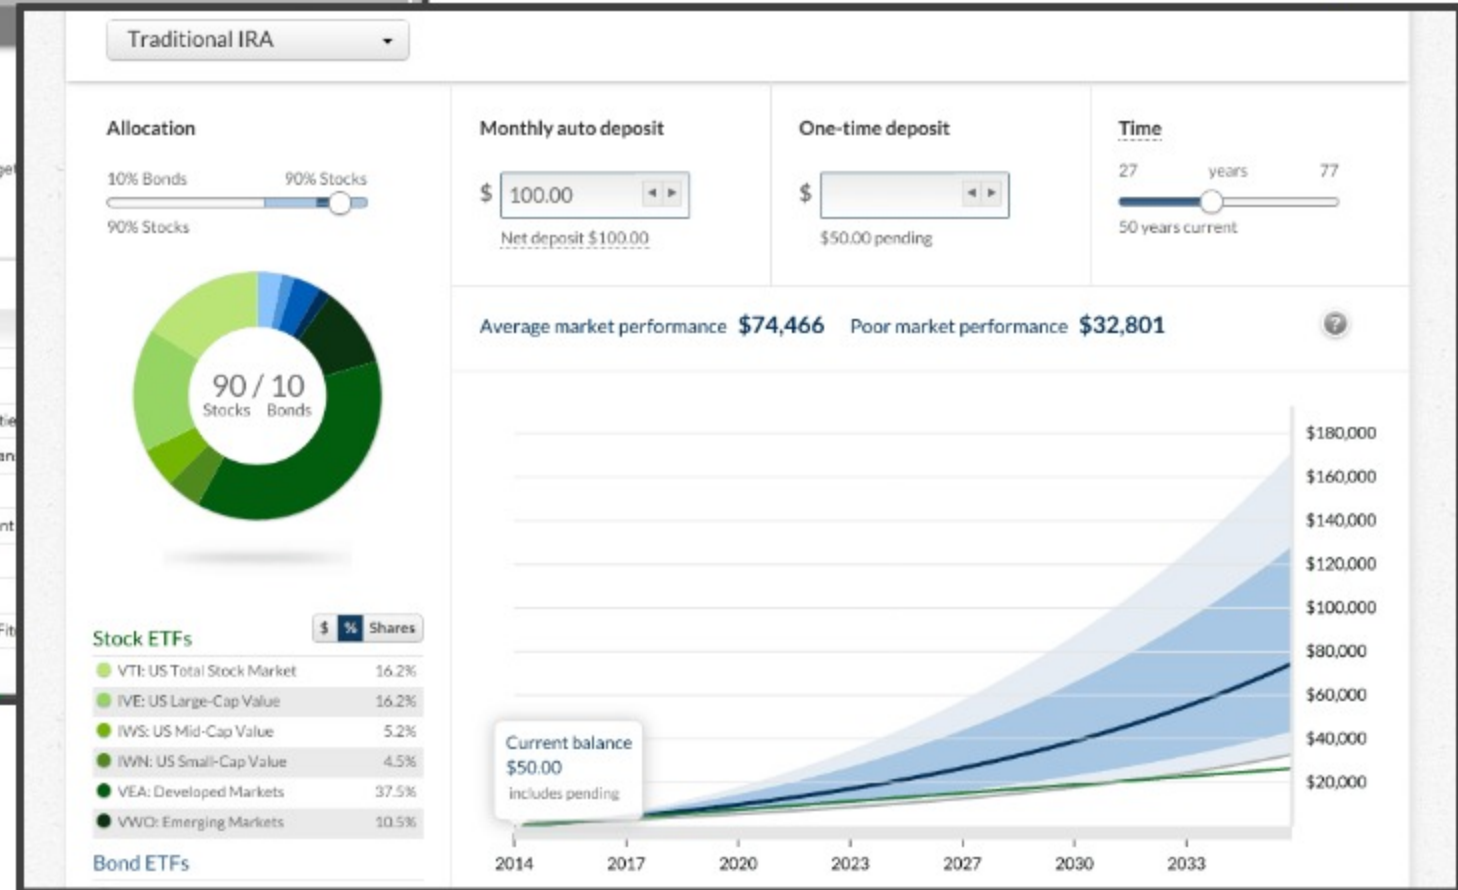 Traditional IRA
Allocation
10% Bonds 90% Stocks
90% Stocks
90 / 10
Stocks Bonds
Monthly auto deposit
$ 100.00
Net deposit $100.00
One-time deposit
$
$50.00 pending
Time
27 years 77
50 years current
Average market performance $74,466 Poor market performance $32,801
?
$180,000
$160,000
$140,000
$120,000
$100,000
$80,000
$60,000
$40,000
$20,000
Current balance
$50.00
includes pending
2014 2017 2020 2023 2027 2030 2033
$ % Shares
Stock ETFs
VTI: US Total Stock Market 16.2%
IVE: US Large-Cap Value 16.2%
IWS: US Mid-Cap Value 5.2%
IWN: US Small-Cap Value 4.5%
VEA: Developed Markets 37.5%
VWO: Emerging Markets 10.5%
Bond ETFs